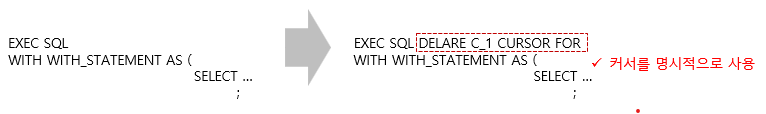 EXEC SQL
WITH WITH_STATEMENT AS (
SELECT ...
;
EXEC SQL DELARE C_1 CURSOR FOR
WITH WITH_STATEMENT AS (
SELECT ...
;
✓ 커서를 명시적으로 사용